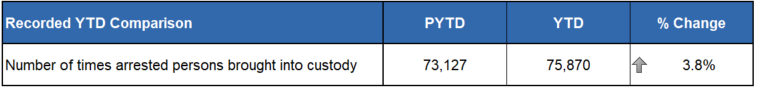 Recorded YTD Comparison PYTD YTD % Change
Number of times arrested persons brought into custody 73,127 75,870 3.8%